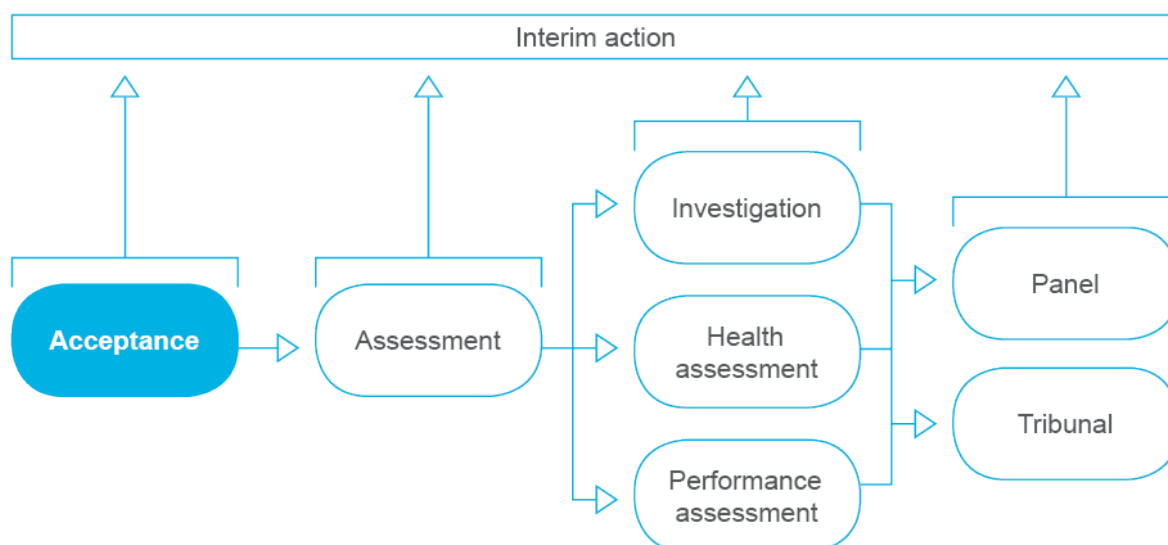 Interim action
Acceptance
Assessment
Investigation
Health
assessment
Performance
assessment
Panel
Tribunal